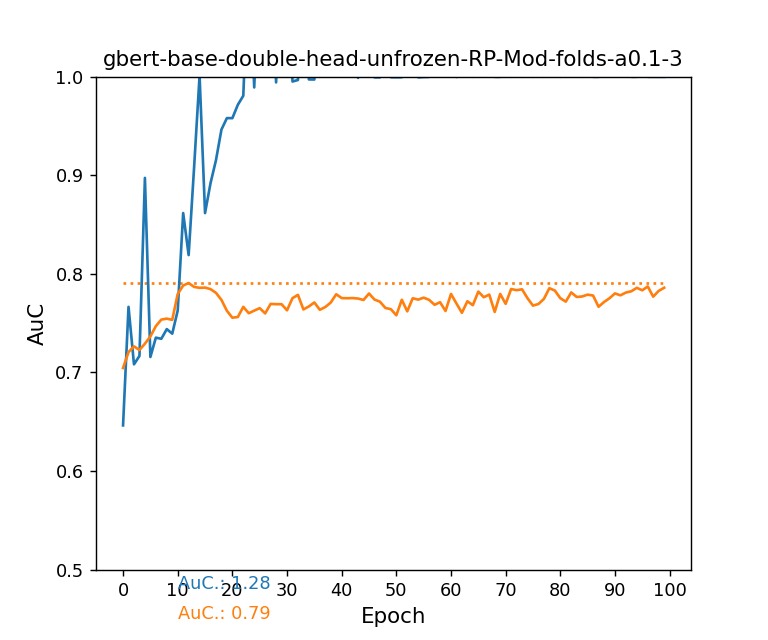 gbert-base-double-head-unfrozen-RP-Mod-folds-a0.1-3
1.0
0.9
0.8
0.7
0.6
0.5
AuC
AuC.: 1.28
0 10 20 30 40 50 60 70 80 90 100
AuC.: 0.79
Epoch